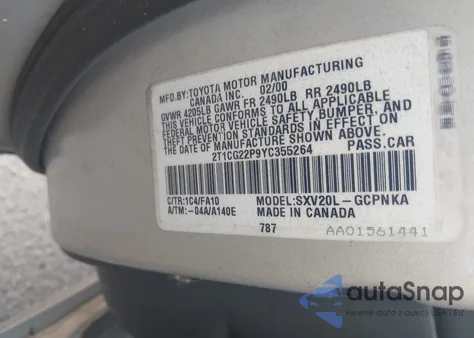 MFD.BY:TOYOTA MOTOR MANUFACTURING
CANADA INC. 02/00
GVWR 4205LB GAWR FR 2490LB RR 2490LB
THIS VEHICLE CONFORMS TO ALL APPLICABLE
FEDERAL MOTOR VEHICLE SAFETY,BUMPER, AND
THEFT PREVENTION STANDARDS IN EFFECT ON
THE DATE OF MANUFACTURE SHOWN ABOVE.
2T1CG22P9YC355264 PASS.CAR
C/TR:1C4/FA10 MODEL:SXV20L-GCPNKA
A/TM:-04A/A140E MADE IN CANADA
787 AA01561441
autoSnap